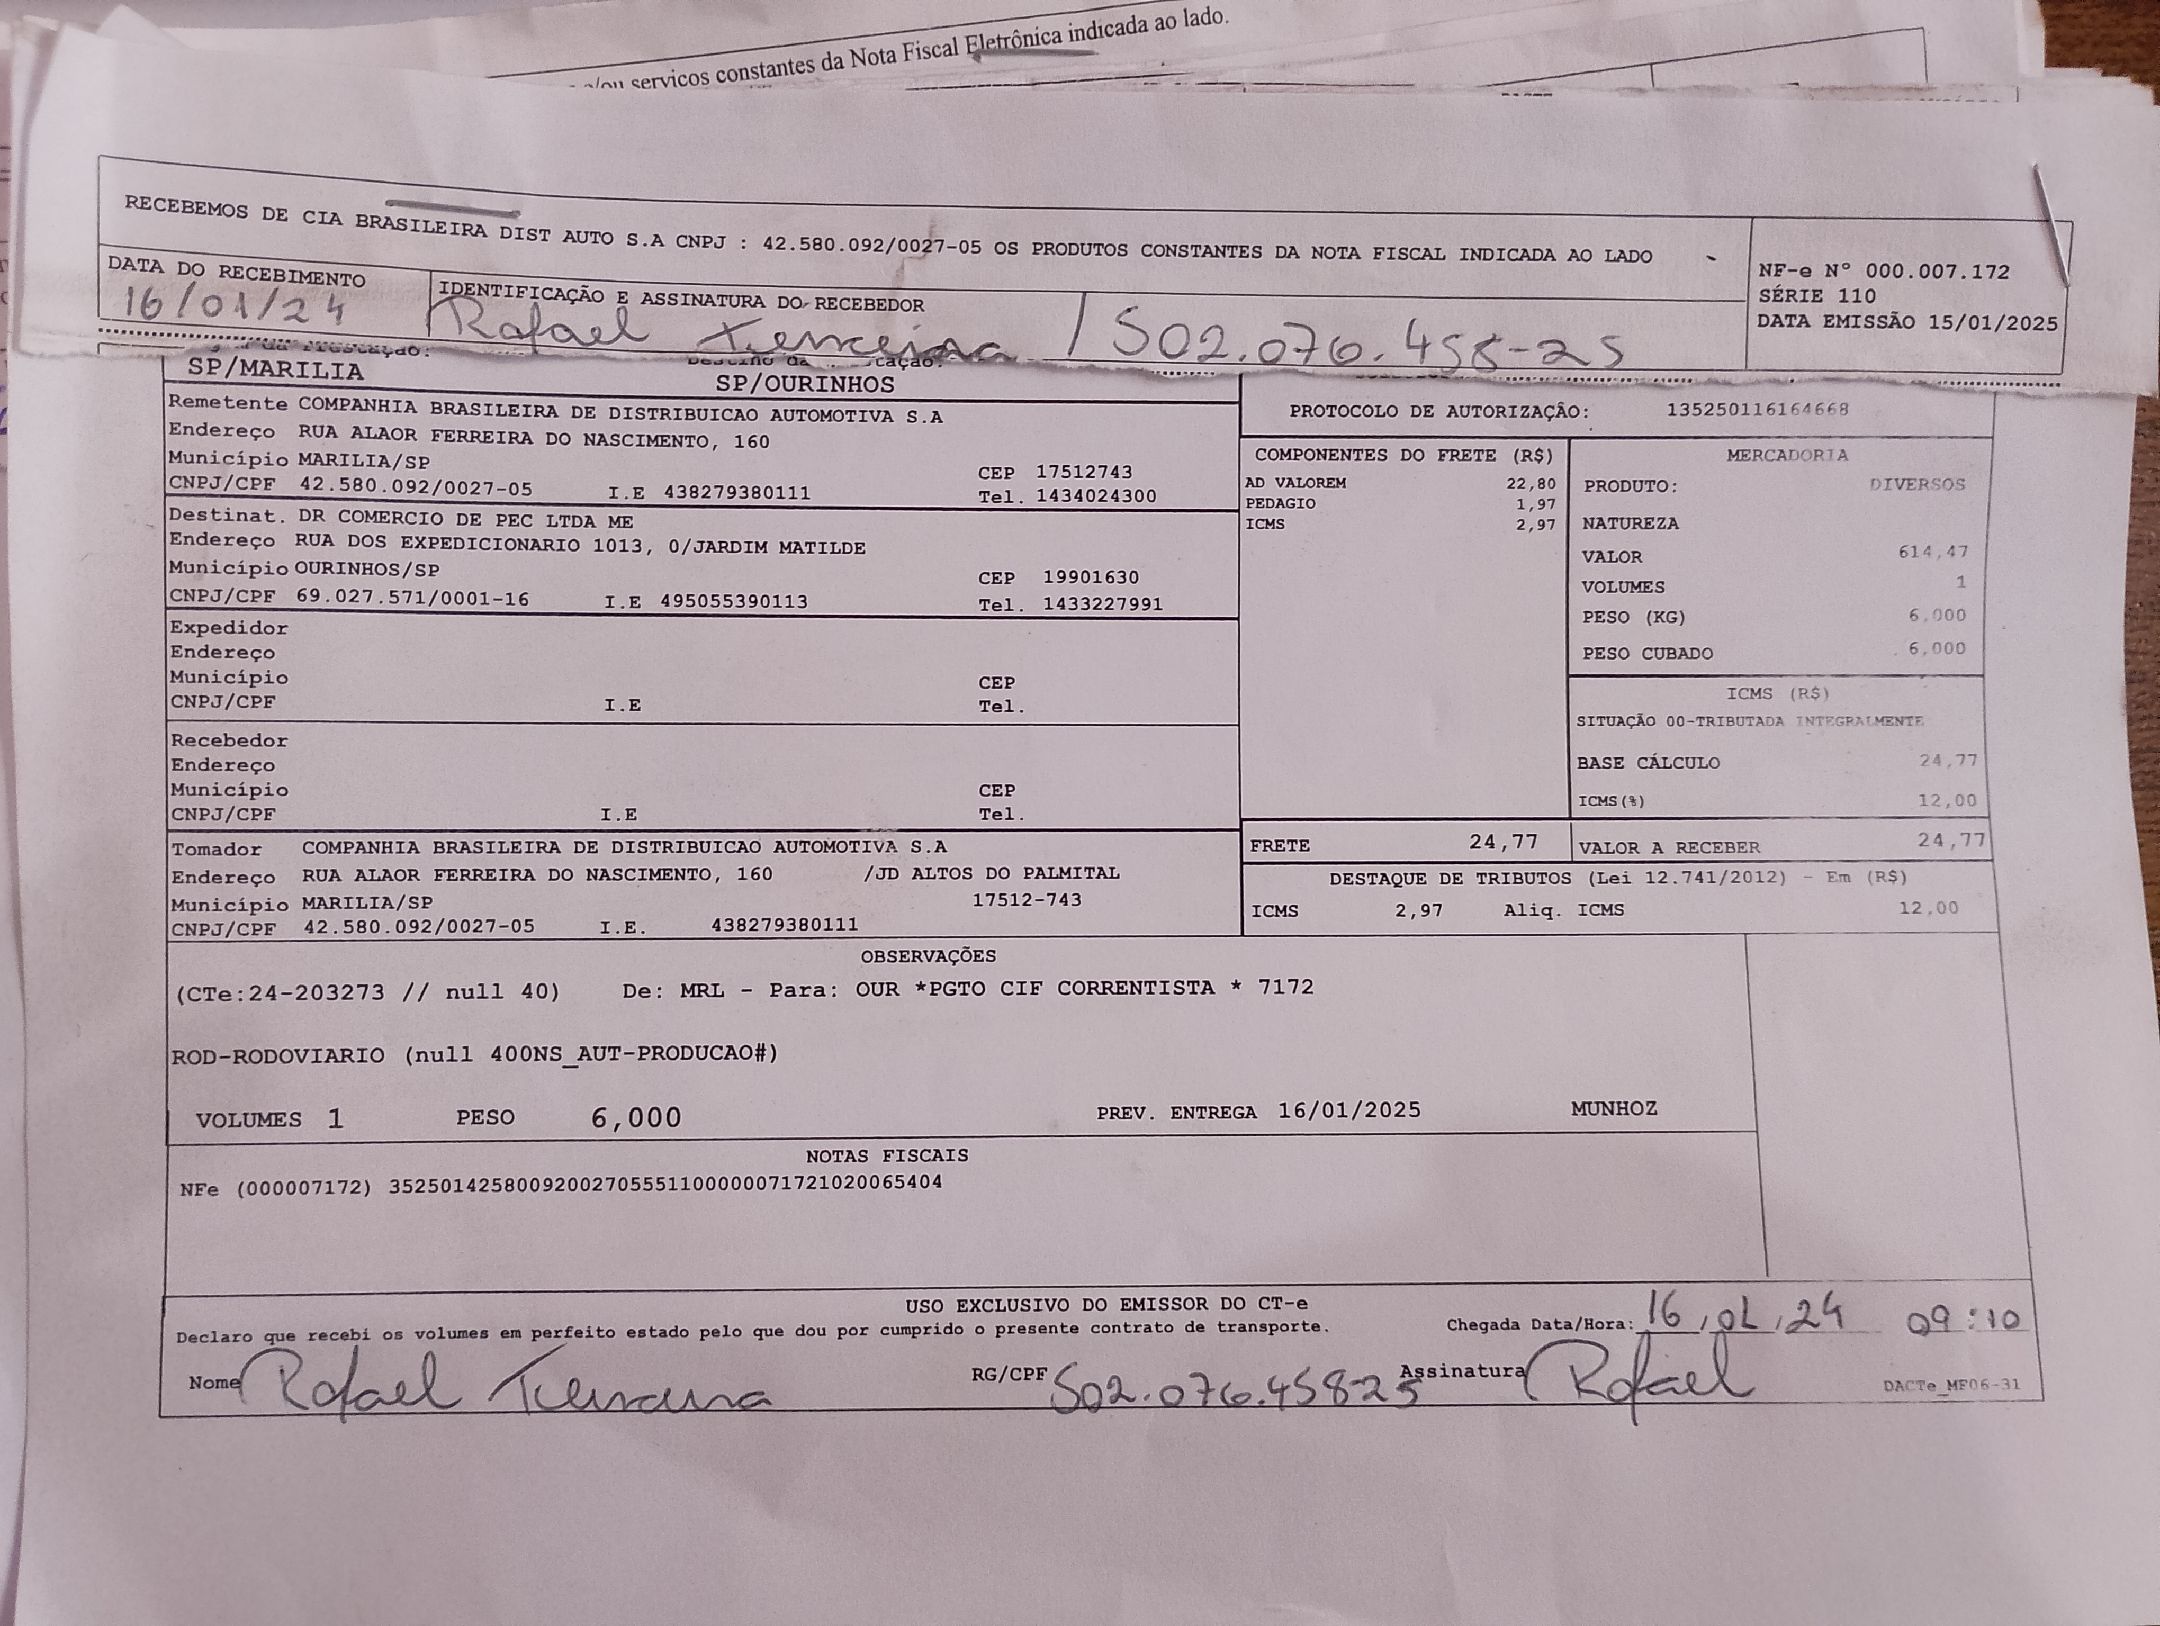 e/ou serviços constantes da Nota Fiscal Eletrônica indicada ao lado.
RECEBEMOS DE CIA BRASILEIRA DIST AUTO S.A CNPJ : 42.580.092/0027-05 OS PRODUTOS CONSTANTES DA NOTA FISCAL INDICADA AO LADO
NF-e N° 000.007.172
SÉRIE 110
DATA EMISSÃO 15/01/2025
DATA DO RECEBIMENTO
16/01/24
IDENTIFICAÇÃO E ASSINATURA DO RECEBEDOR
Rafael / 502.076.458-25
SP/MARILIA SP/OURINHOS
Remetente COMPANHIA BRASILEIRA DE DISTRIBUICAO AUTOMOTIVA S.A
Endereço RUA ALAOR FERREIRA DO NASCIMENTO, 160
Município MARILIA/SP CEP 17512743
CNPJ/CPF 42.580.092/0027-05 I.E 438279380111 Tel. 1434024300
Destinat. DR COMERCIO DE PEC LTDA ME
Endereço RUA DOS EXPEDICIONARIO 1013, 0/JARDIM MATILDE
Município OURINHOS/SP CEP 19901630
CNPJ/CPF 69.027.571/0001-16 I.E 495055390113 Tel. 1433227991
Expedidor
Endereço
Município CEP
CNPJ/CPF I.E Tel.
Recebedor
Endereço
Município CEP
CNPJ/CPF I.E Tel.
Tomador COMPANHIA BRASILEIRA DE DISTRIBUICAO AUTOMOTIVA S.A
Endereço RUA ALAOR FERREIRA DO NASCIMENTO, 160 /JD ALTOS DO PALMITAL
Município MARILIA/SP 17512-743
CNPJ/CPF 42.580.092/0027-05 I.E. 438279380111
PROTOCOLO DE AUTORIZAÇÃO: 135250116164668
COMPONENTES DO FRETE (R$)
AD VALOREM 22,80
PEDAGIO 1,97
ICMS 2,97
MERCADORIA
PRODUTO: DIVERSOS
NATUREZA
VALOR 614,47
VOLUMES 1
PESO (KG) 6,000
PESO CUBADO 6,000
ICMS (R$)
SITUAÇÃO 00-TRIBUTADA INTEGRALMENTE
BASE CÁLCULO 24,77
ICMS(%) 12,00
FRETE 24,77 VALOR A RECEBER 24,77
DESTAQUE DE TRIBUTOS (Lei 12.741/2012) - Em (R$)
ICMS 2,97 Aliq. ICMS 12,00
OBSERVAÇÕES
(CTe:24-203273 // null 40) De: MRL - Para: OUR *PGTO CIF CORRENTISTA * 7172
ROD-RODOVIARIO (null 400NS_AUT-PRODUCAO#)
VOLUMES 1 PESO 6,000 PREV. ENTREGA 16/01/2025 MUNHOZ
NOTAS FISCAIS
NFe (000007172) 35250142580092002705551100000071721020065404
USO EXCLUSIVO DO EMISSOR DO CT-e
Declaro que recebi os volumes em perfeito estado pelo que dou por cumprido o presente contrato de transporte. Chegada Data/Hora: 16/01/24 09:10
Nome Rafael RG/CPF 502.076.458-25 Assinatura Rafael
DACTe_MF06-31